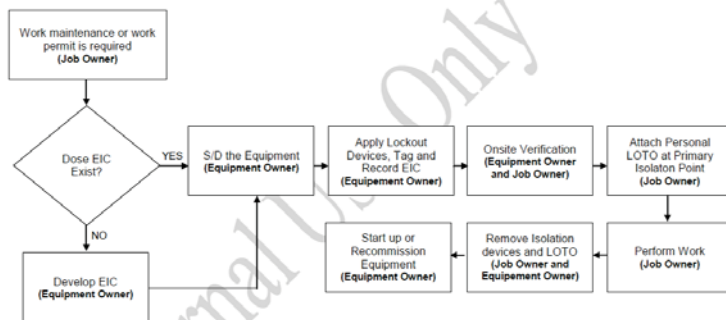 Work maintenance or work
permit is required
(Job Owner)
Dose EIC
Exist?
YES
S/D the Equipment
(Equipment Owner)
Apply Lockout
Devices, Tag and
Record EIC
(Equipement Owner)
Onsite Verification
(Equipment Owner
and Job Owner)
Attach Personal
LOTO at Primary
Isolaton Point
(Job Owner)
NO
Develop EIC
(Equipment Owner)
Start up or
Recommission
Equipment
(Equipment Owner)
Remove Isolation
devices and LOTO
(Job Owner and
Equipement Owner)
Perform Work
(Job Owner)
rnal Use Only